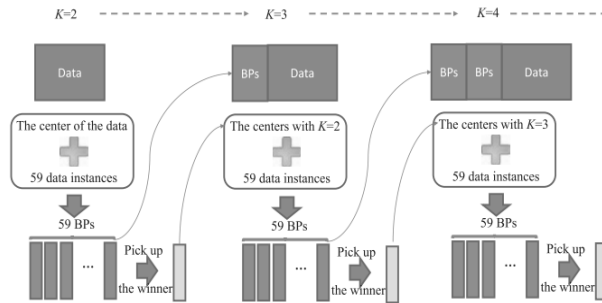 K=2
K=3
K=4
Data
BPs
Data
BPs
BPs
Data
The center of the data
59 data instances
The centers with K=2
59 data instances
The centers with K=3
59 data instances
59 BPs
59 BPs
59 BPs
...
Pick up
the winner
...
Pick up
the winner
...
Pick up
the winner